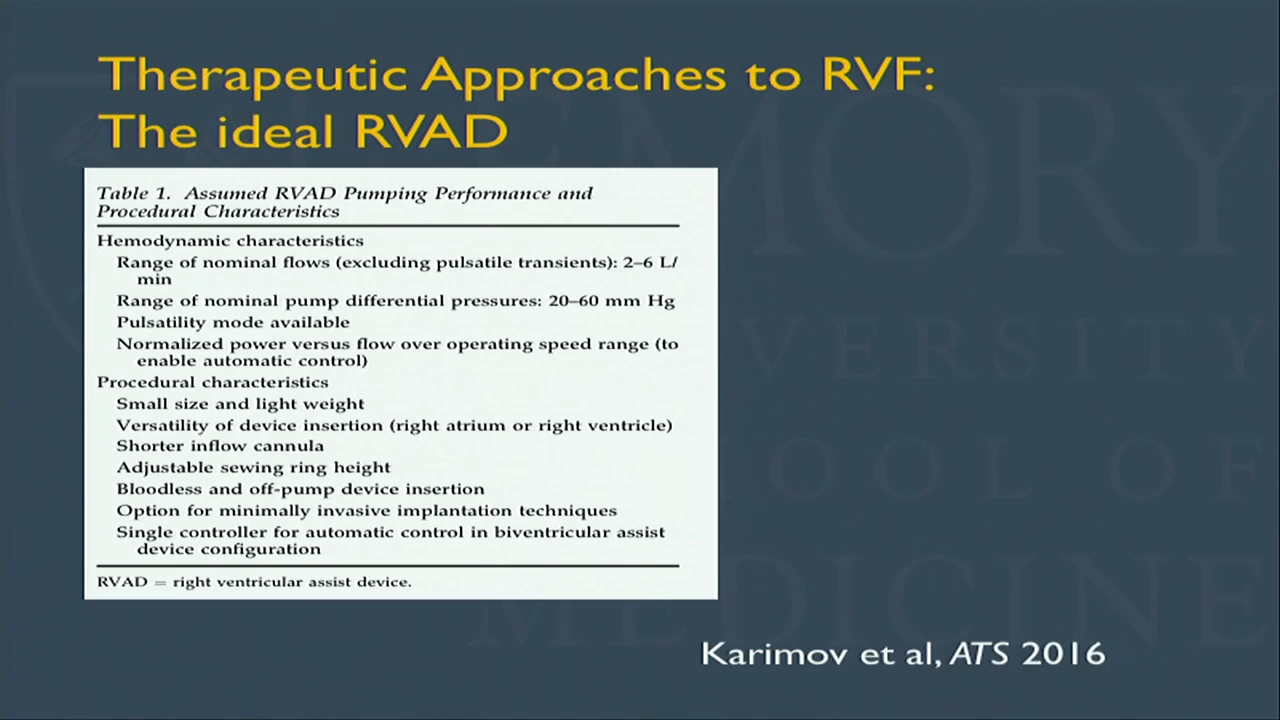 Therapeutic Approaches to RVF:
The ideal RVAD
Table 1. Assumed RVAD Pumping Performance and
Procedural Characteristics
Hemodynamic characteristics
Range of nominal flows (excluding pulsatile transients): 2–6 L/
min
Range of nominal pump differential pressures: 20–60 mm Hg
Pulsatility mode available
Normalized power versus flow over operating speed range (to
enable automatic control)
Procedural characteristics
Small size and light weight
Versatility of device insertion (right atrium or right ventricle)
Shorter inflow cannula
Adjustable sewing ring height
Bloodless and off-pump device insertion
Option for minimally invasive implantation techniques
Single controller for automatic control in biventricular assist
device configuration
RVAD = right ventricular assist device.
Karimov et al, ATS 2016
EMORY
VERSITY
OOL OF
MEDICINE